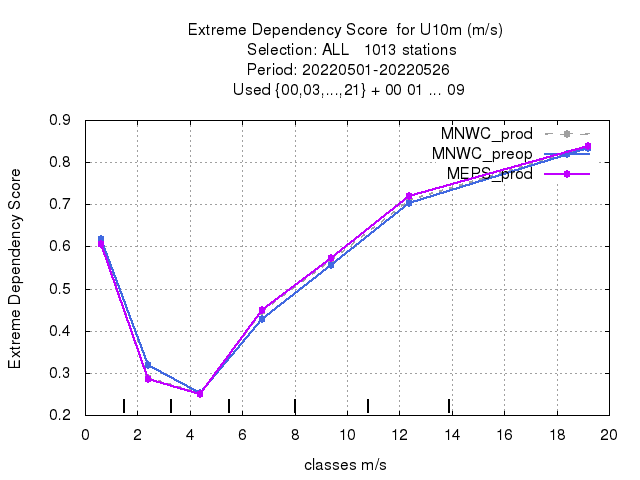 Extreme Dependency Score  for U10m (m/s)
Selection: ALL   1013 stations
Period: 20220501-20220526
Used {00,03,...,21} + 00 01 ... 09
Extreme Dependency Score
0.9
0.8
0.7
0.6
0.5
0.4
0.3
0.2
MNWC_prod
MNWC_preop
MEPS_prod
0 2 4 6 8 10 12 14 16 18 20
classes m/s